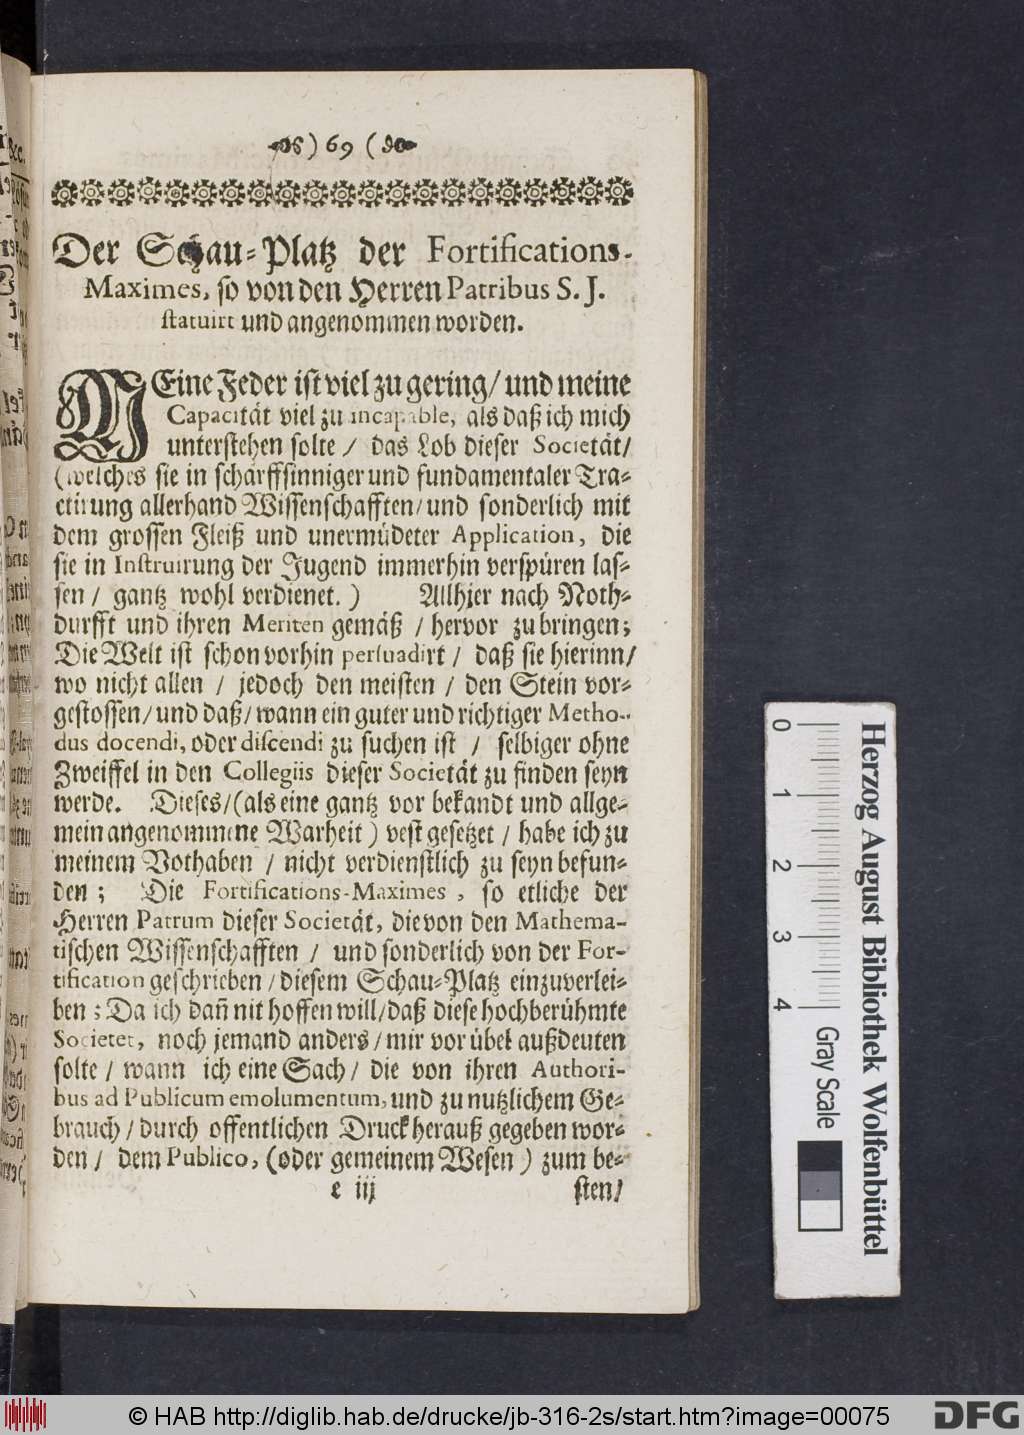 ) 69 (
Der Schau-Platz der Fortifications-
Maximes, so von den Herren Patribus S. J.
statuirt und angenommen worden.
MEine Feder ist viel zu gering / und meine
Capacität viel zu incapable, als daß ich mich
unterstehen solte / das Lob dieser Societät /
(welches sie in scharffsinniger und fundamentaler Tra-
ctirung allerhand Wissenschafften / und sonderlich mit
dem grossen Fleiß und unermüdeter Application, die
sie in Instruirung der Jugend immerhin verspüren las-
sen / gantz wohl verdienet. ) Allhier nach Noth-
durfft und ihren Meriten gemäß / hervor zu bringen;
Die Welt ist schon vorhin persuadirt / daß sie hierinn /
wo nicht allen / jedoch den meisten / den Stein vor-
gestossen / und daß / wann ein guter und richtiger Metho-
dus docendi, oder discendi zu suchen ist / selbiger ohne
Zweiffel in den Collegiis dieser Societät zu finden seyn
werde. Dieses / (als eine gantz vor bekandt und allge-
mein angenommene Warheit ) vest gesetzet / habe ich zu
meinem Vothaben / nicht verdienstlich zu seyn befun-
den ; Die Fortifications-Maximes , so etliche der
Herren Patrum dieser Societät, die von den Mathema-
tischen Wissenschafften / und sonderlich von der For-
tification geschrieben / diesem Schau-Platz einzuverlei-
ben ; Da ich dañ nit hoffen will / daß diese hochberühmte
Societet, noch jemand anders / mir vor übel außdeuten
solte / wann ich eine Sach / die von ihren Authori-
bus ad Publicum emolumentum, und zu nutzlichem Ge-
brauch / durch offentlichen Druck herauß gegeben wor-
den / dem Publico, (oder gemeinem Wesen ) zum be-
e iij sten /
0 1 2 3 4 Gray Scale
Herzog August Bibliothek Wolfenbüttel
© HAB http://diglib.hab.de/drucke/jb-316-2s/start.htm?image=00075
DFG